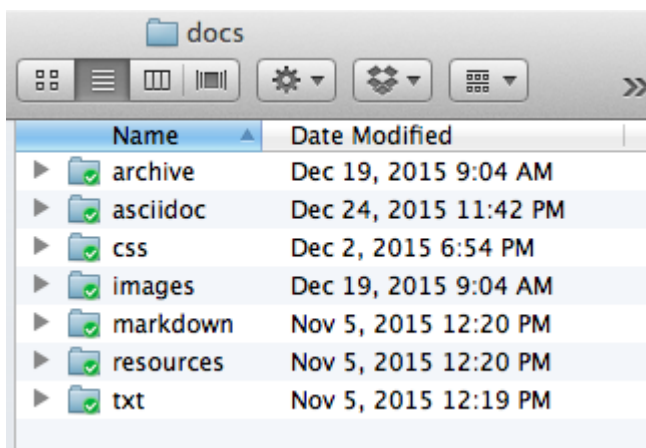 docs
Name Date Modified
archive Dec 19, 2015 9:04 AM
asciidoc Dec 24, 2015 11:42 PM
css Dec 2, 2015 6:54 PM
images Dec 19, 2015 9:04 AM
markdown Nov 5, 2015 12:20 PM
resources Nov 5, 2015 12:20 PM
txt Nov 5, 2015 12:19 PM